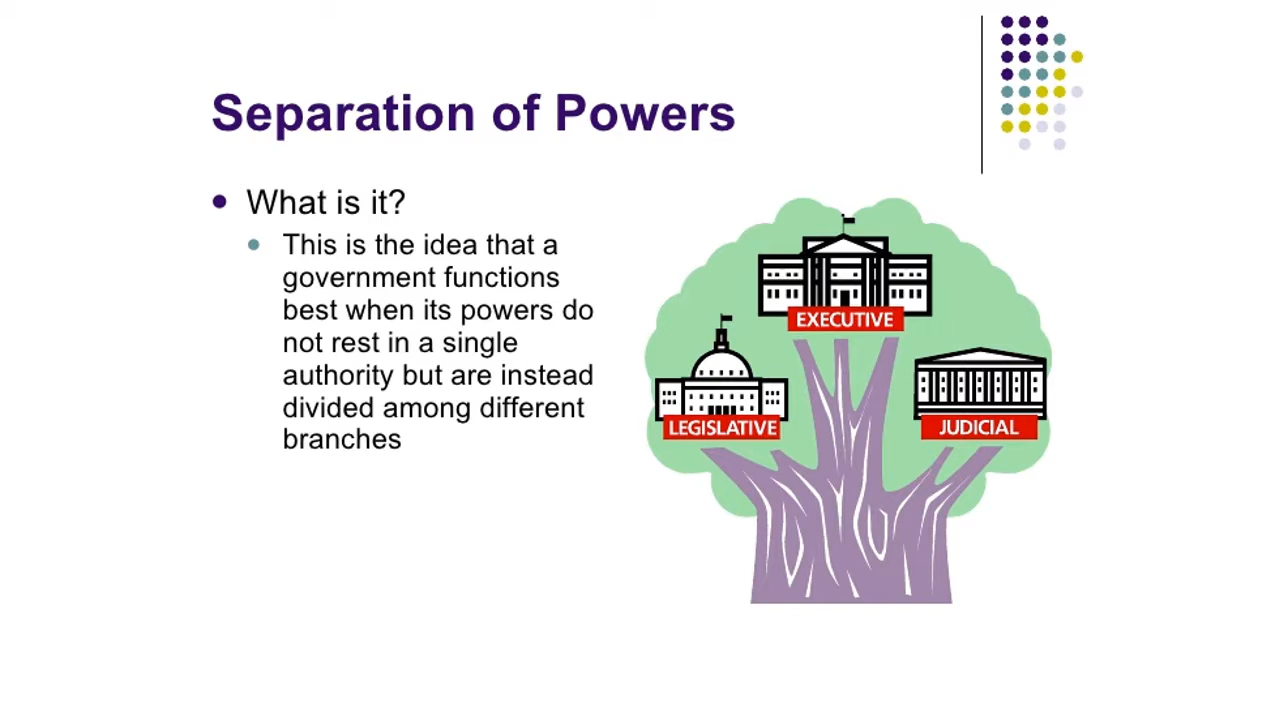 Separation of Powers
What is it?
This is the idea that a
government functions
best when its powers do
not rest in a single
authority but are instead
divided among different
branches
EXECUTIVE
LEGISLATIVE
JUDICIAL